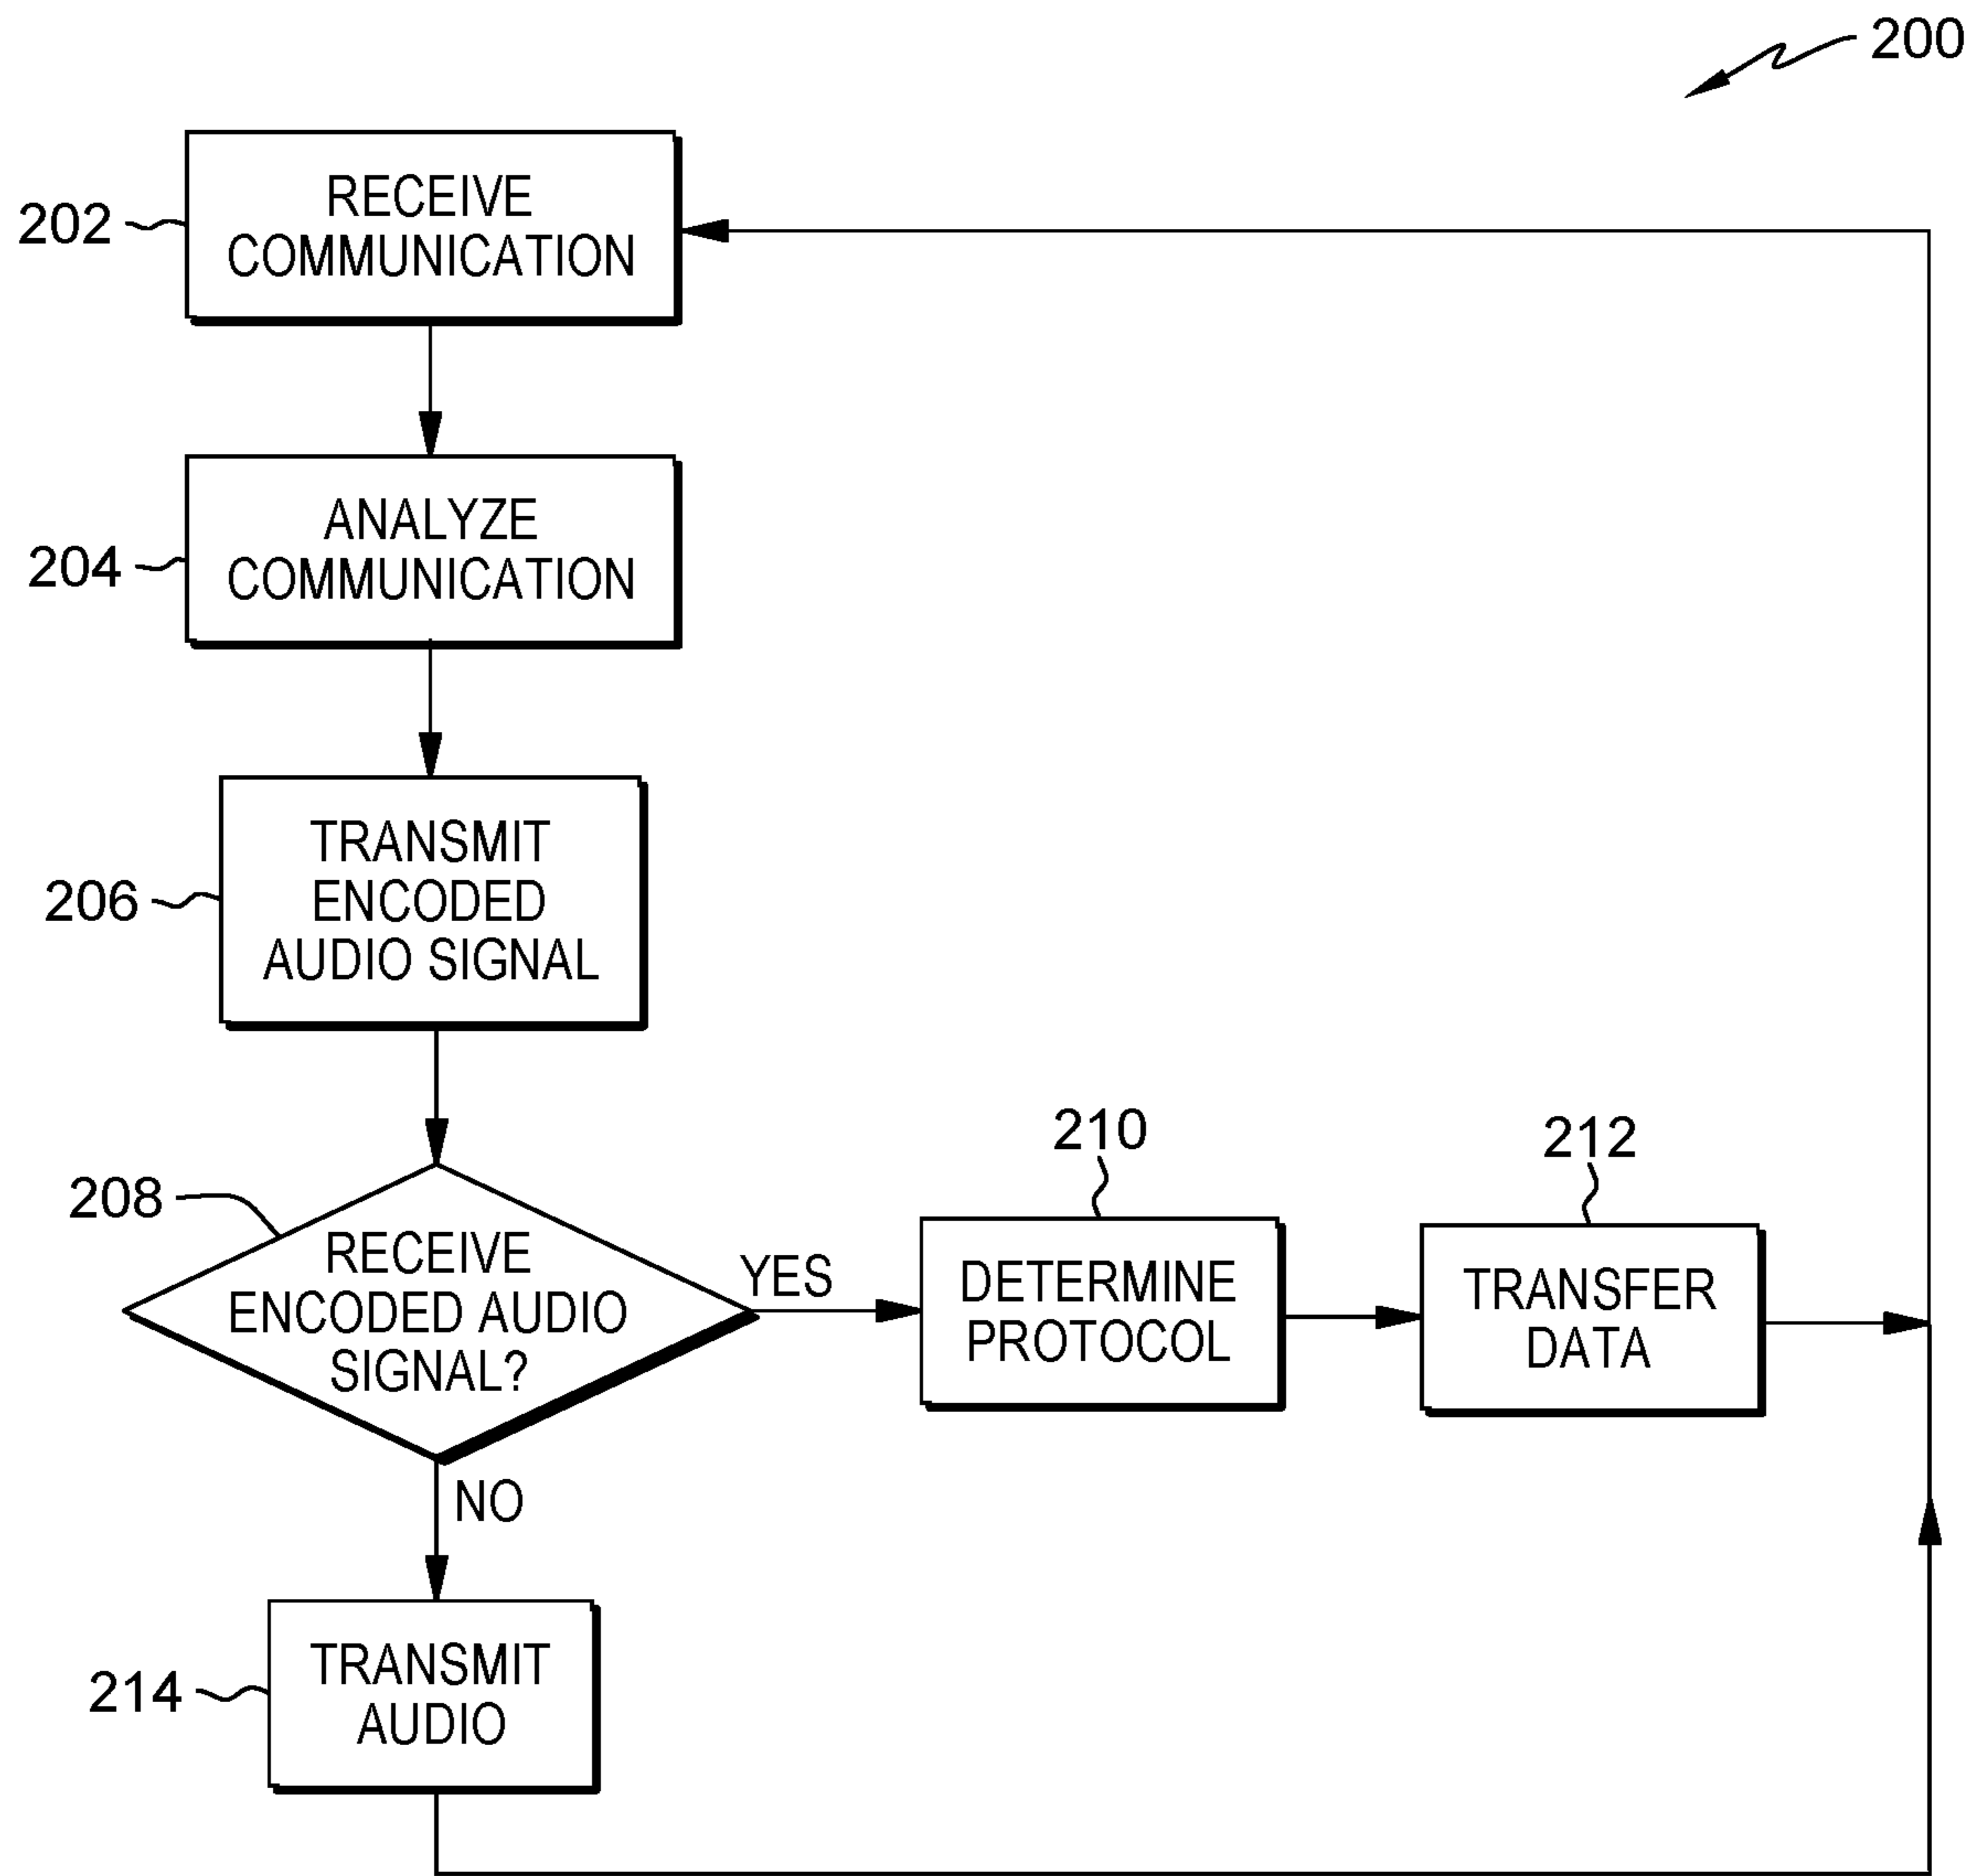 200
202
RECEIVE
COMMUNICATION
204
ANALYZE
COMMUNICATION
206
TRANSMIT
ENCODED
AUDIO SIGNAL
208
RECEIVE
ENCODED AUDIO
SIGNAL?
YES
210
DETERMINE
PROTOCOL
212
TRANSFER
DATA
NO
214
TRANSMIT
AUDIO